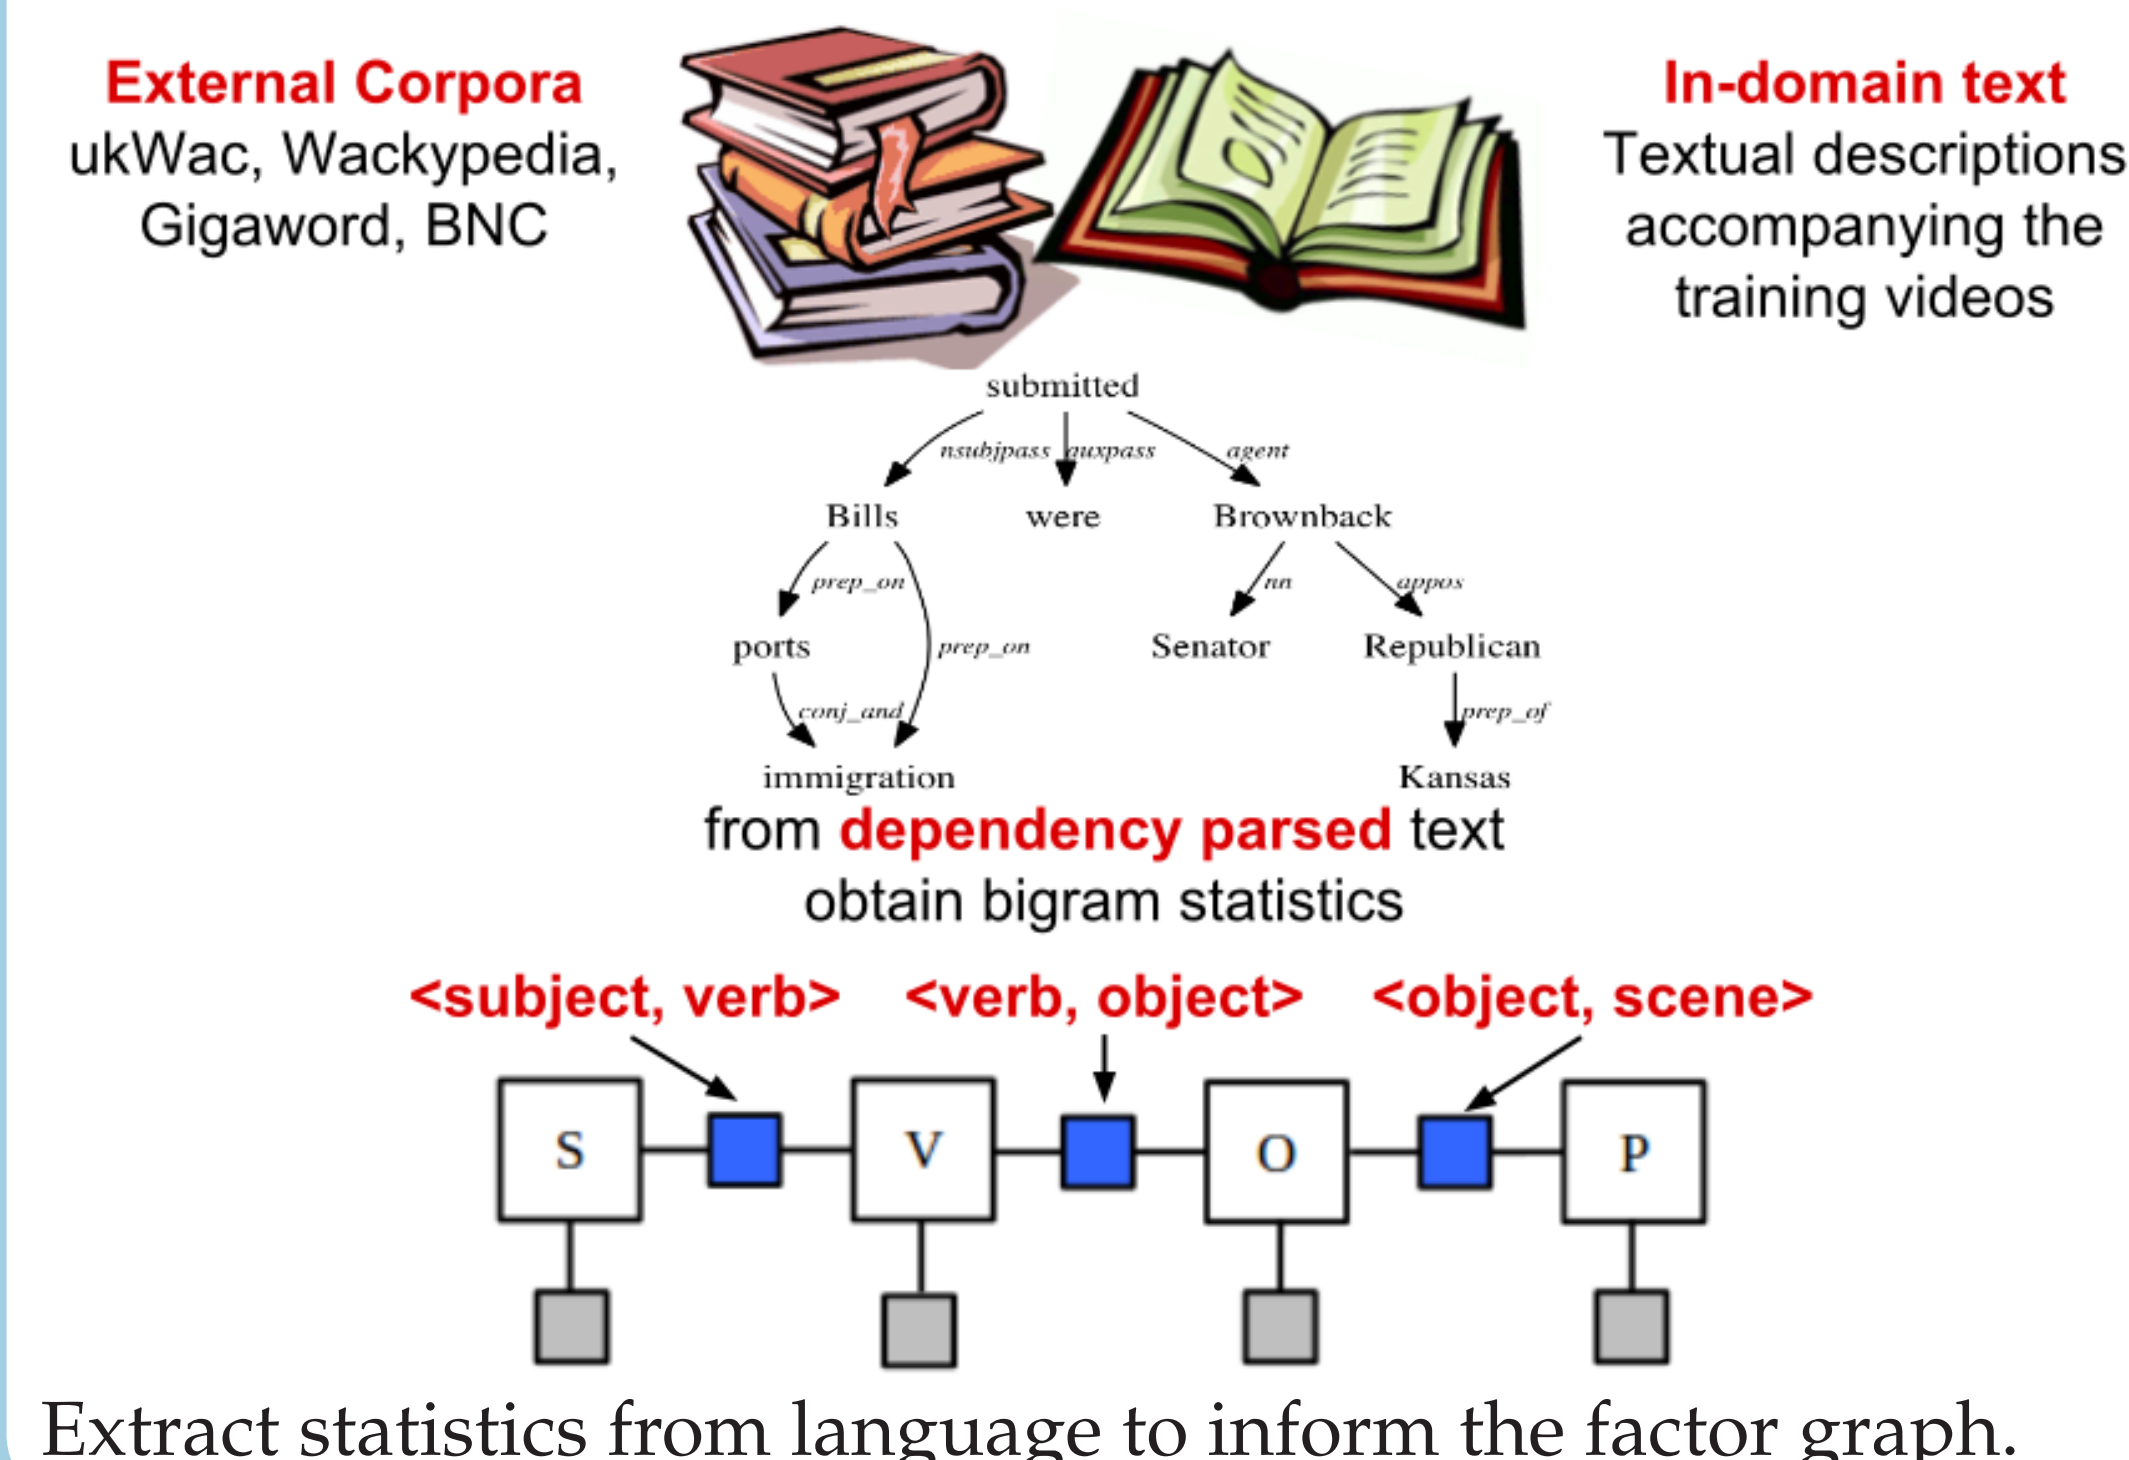 External Corpora
ukWac, Wackypedia,
Gigaword, BNC
In-domain text
Textual descriptions
accompanying the
training videos
submitted
nsubjpass auxpass agent
Bills were Brownback
prep_on nn appos
ports prep_on Senator Republican
conj_and prep_of
immigration Kansas
from dependency parsed text
obtain bigram statistics
<subject, verb> <verb, object> <object, scene>
S V O P
Extract statistics from language to inform the factor graph.